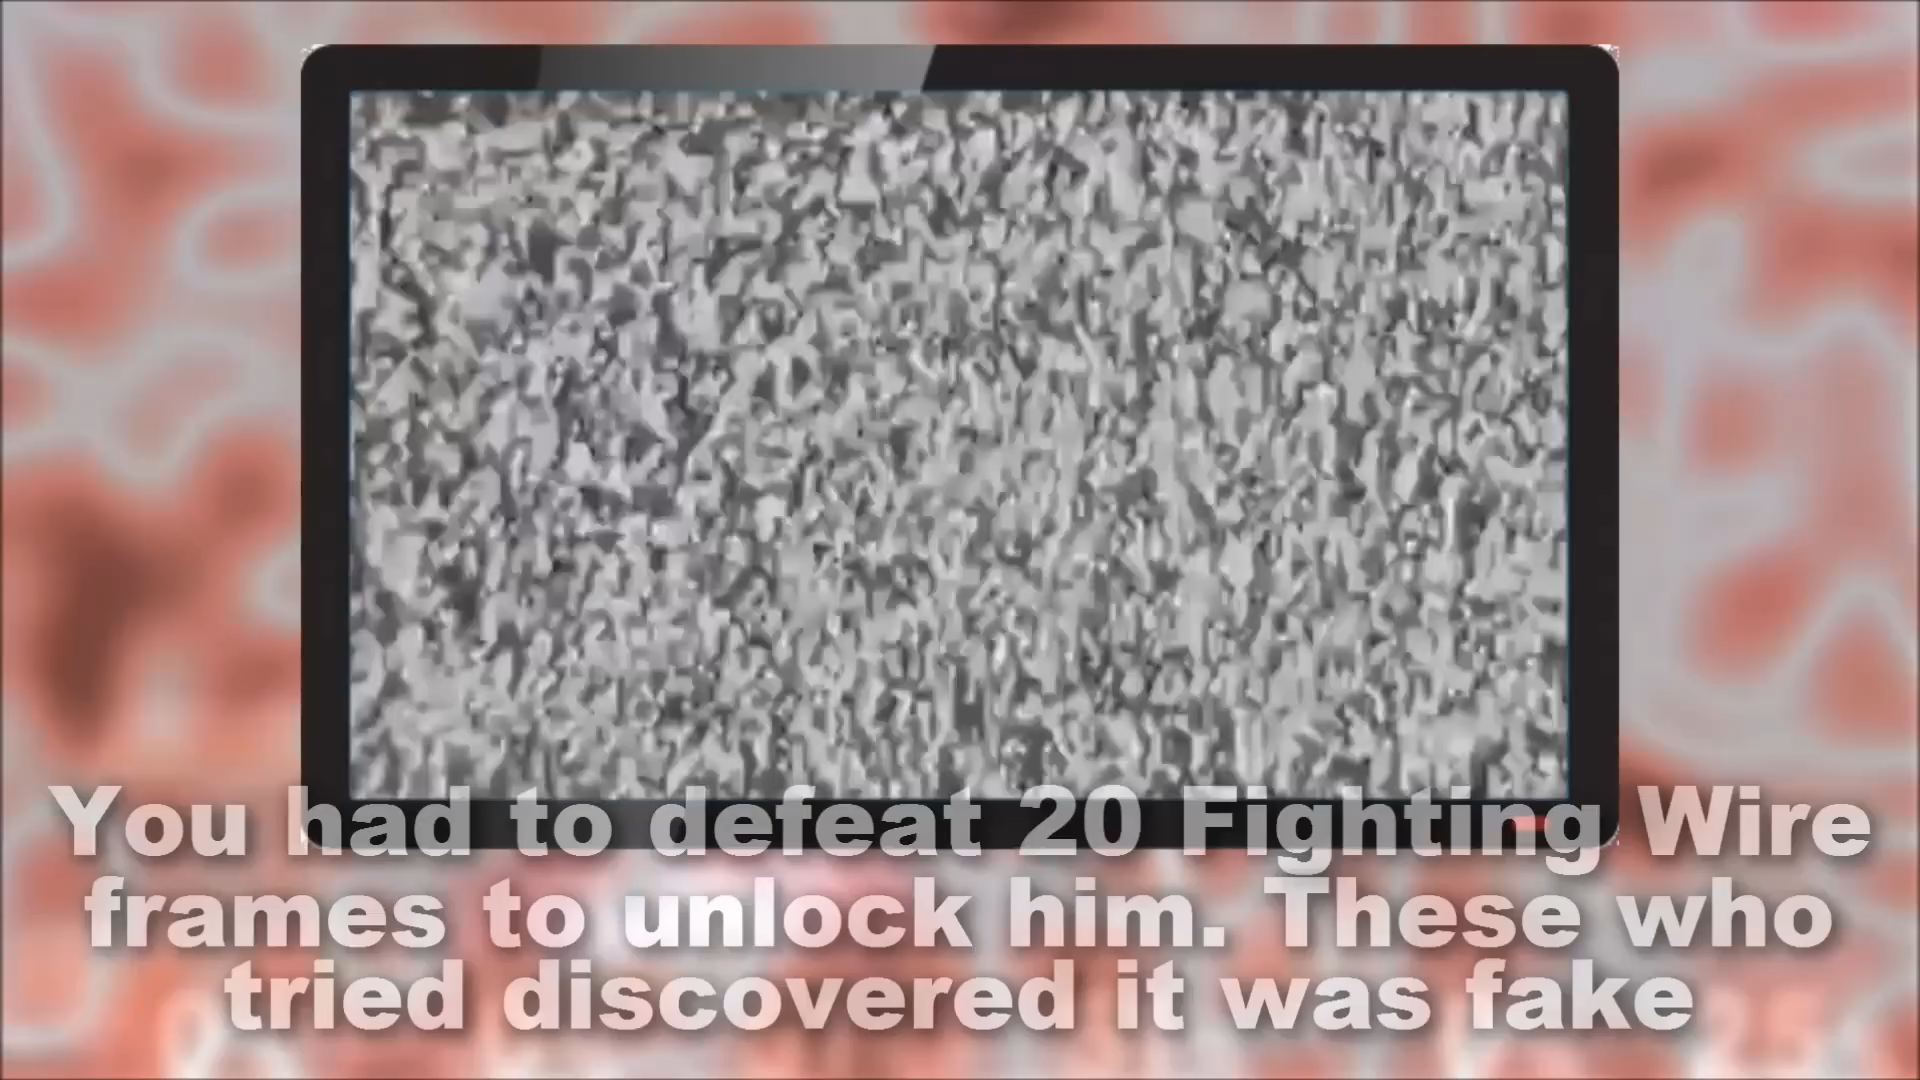 You had to defeat 20 Fighting Wire
frames to unlock him. These who
tried discovered it was fake